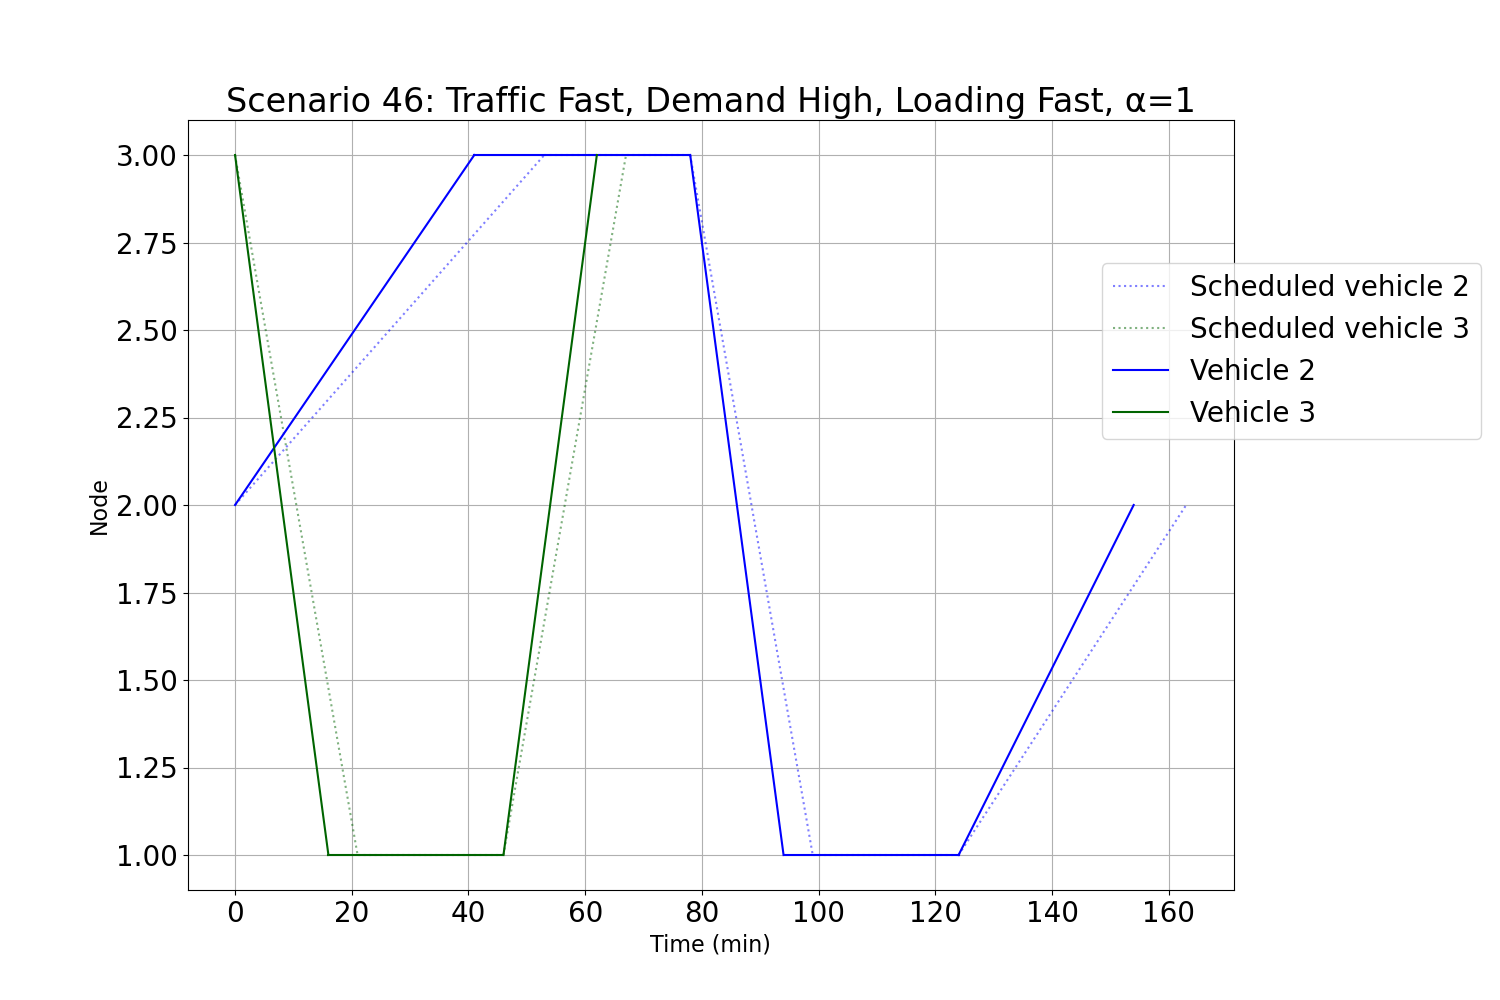 Scenario 46: Traffic Fast, Demand High, Loading Fast, α=1
3.00
2.75
2.50
2.25
2.00
1.75
1.50
1.25
1.00
Node
Scheduled vehicle 2
Scheduled vehicle 3
Vehicle 2
Vehicle 3
0 20 40 60 80 100 120 140 160
Time (min)